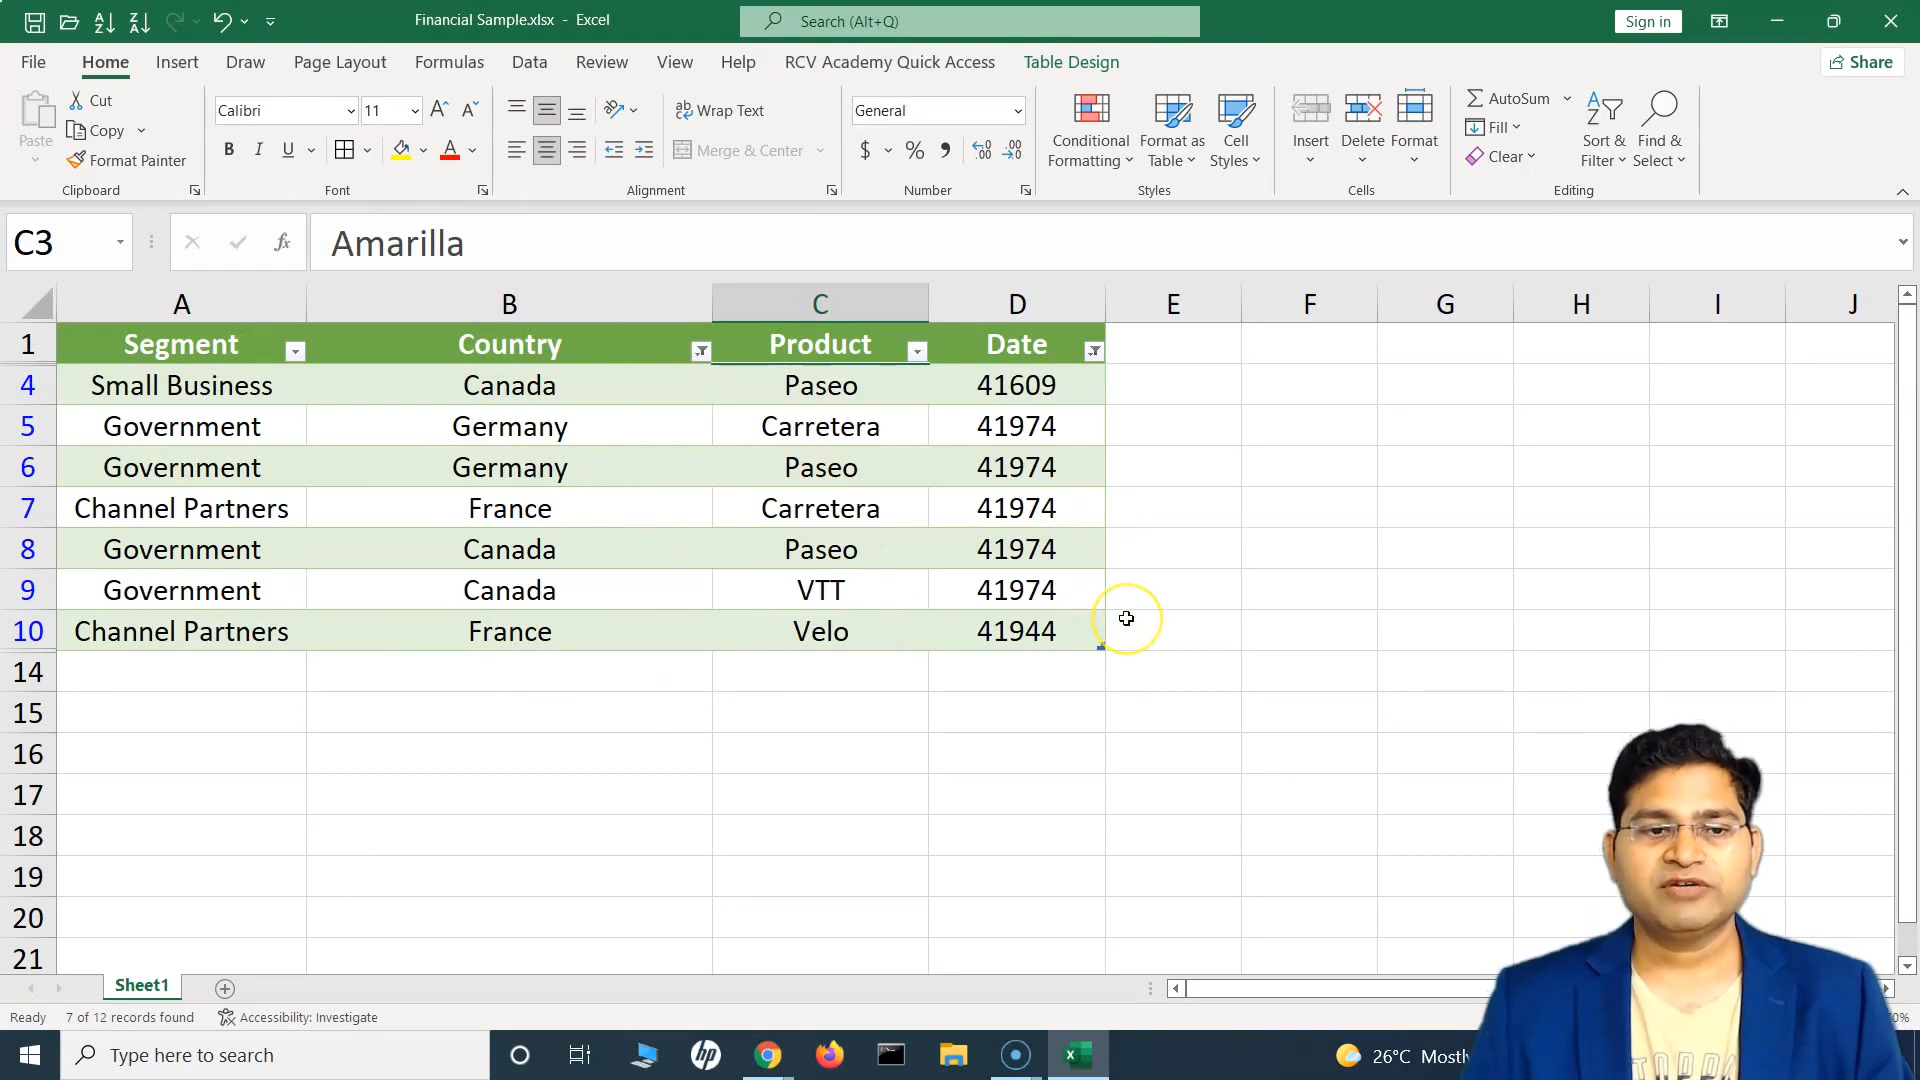 Financial Sample.xlsx - Excel
Search (Alt+Q)
Sign in
File Home Insert Draw Page Layout Formulas Data Review View Help RCV Academy Quick Access Table Design
Share
Paste
Cut
Copy
Format Painter
Clipboard
Calibri 11
B I U
A A
Font
Wrap Text
Merge & Center
Alignment
General
$ % 9 .00 .00
Number
Conditional Formatting
Format as Table
Cell Styles
Styles
Insert Delete Format
Cells
AutoSum
Fill
Clear
Sort & Filter
Find & Select
Editing
C3
fx
Amarilla
A B C D E F G H I J
1 Segment Country Product Date
4 Small Business Canada Paseo 41609
5 Government Germany Carretera 41974
6 Government Germany Paseo 41974
7 Channel Partners France Carretera 41974
8 Government Canada Paseo 41974
9 Government Canada VTT 41974
10 Channel Partners France Velo 41944
14
15
16
17
18
19
20
21
Sheet1
Ready 7 of 12 records found Accessibility: Investigate
Type here to search
hp
26°C